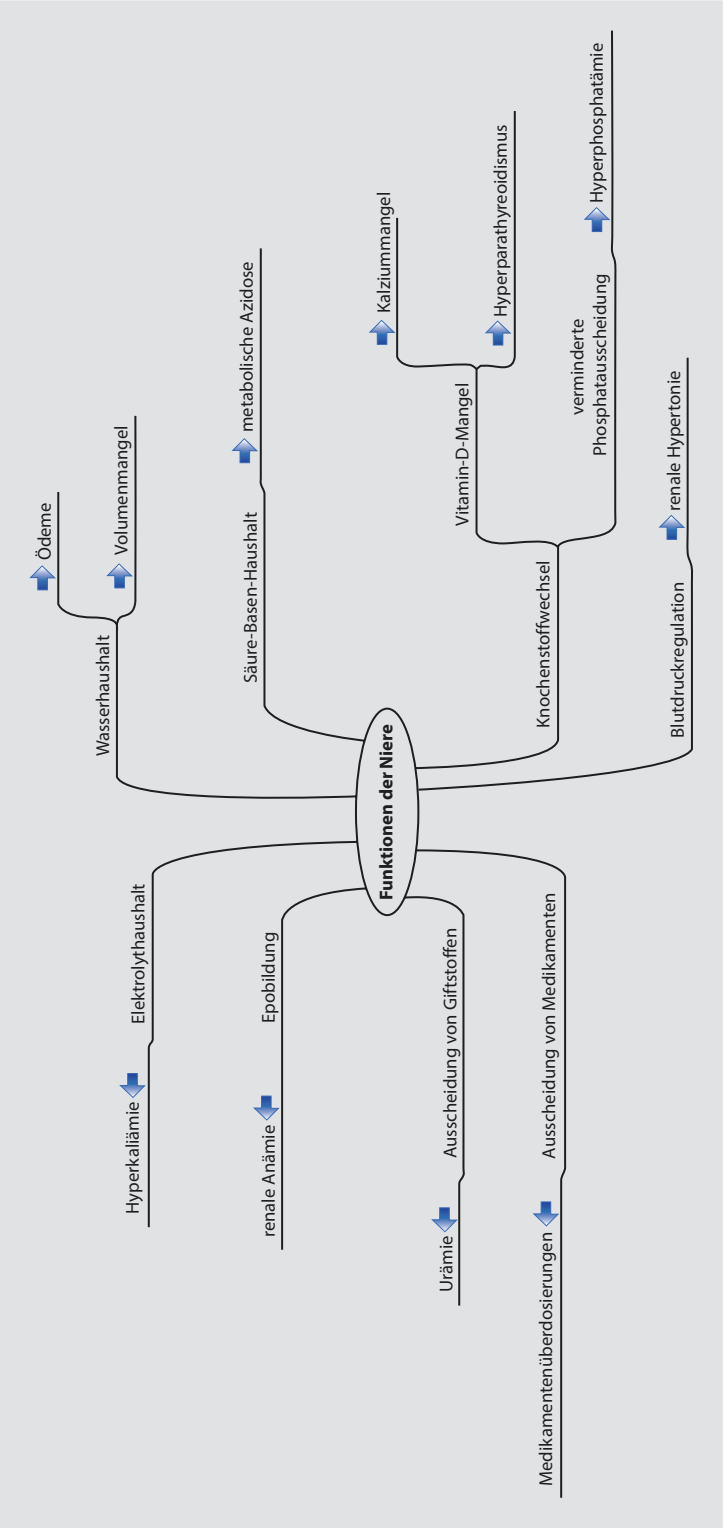 Funktionen der Niere
Wasserhaushalt
Ödeme
Volumenmangel
Säure-Basen-Haushalt
metabolische Azidose
Knochenstoffwechsel
Vitamin-D-Mangel
Kalziummangel
Hyperparathyreoidismus
verminderte
Phosphatausscheidung
Hyperphosphatämie
Blutdruckregulation
renale Hypertonie
Elektrolythaushalt
Hyperkaliämie
Epobildung
renale Anämie
Ausscheidung von Giftstoffen
Urämie
Ausscheidung von Medikamenten
Medikamentenüberdosierungen